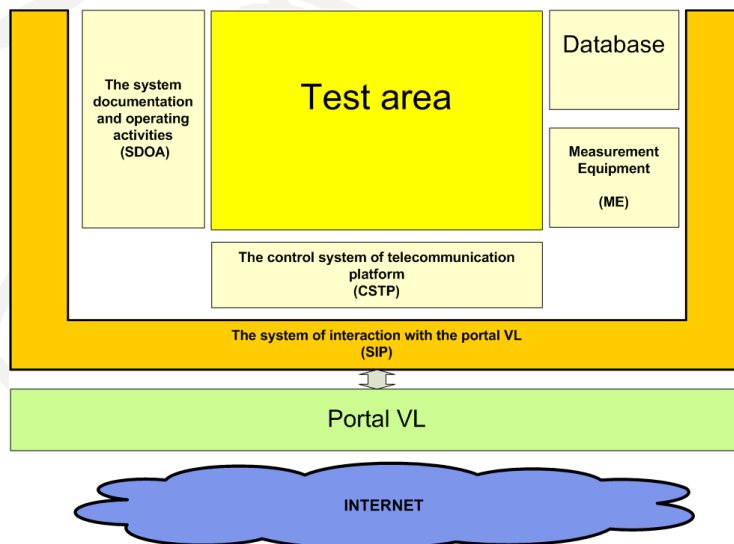 The system
documentation
and operating
activities
(SDOA)
Test area
Database
Measurement
Equipment
(ME)
The control system of telecommunication
platform
(CSTP)
The system of interaction with the portal VL
(SIP)
Portal VL
INTERNET